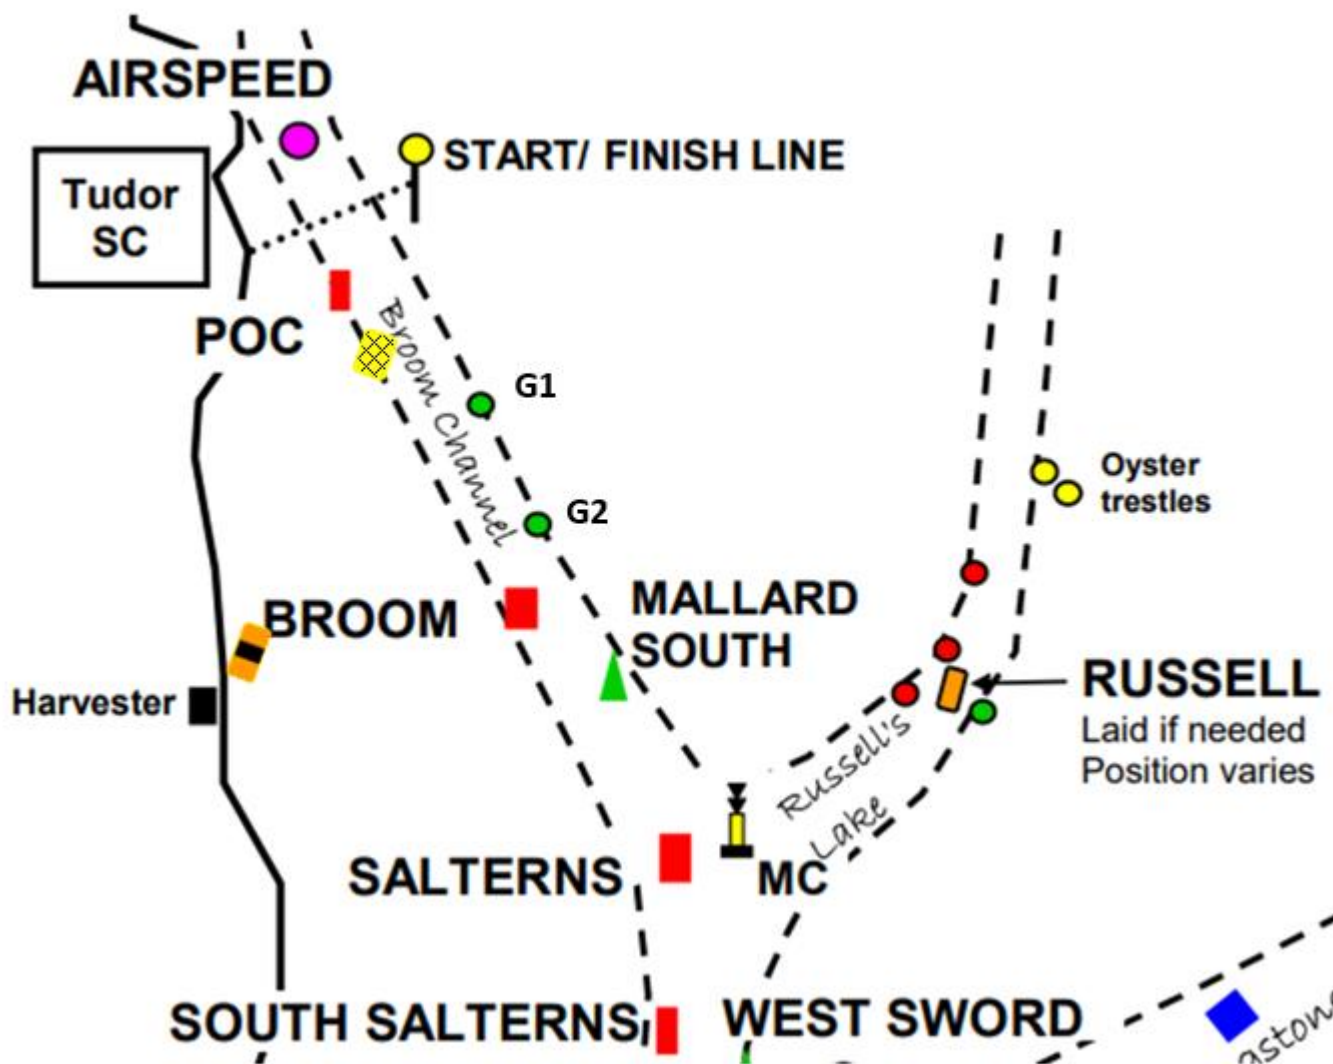 AIRSPEED
START/ FINISH LINE
Tudor
SC
POC
Broom Channel
G1
G2
Oyster
trestles
BROOM
MALLARD
SOUTH
Harvester
RUSSELL
Laid if needed
Position varies
Russell's
Lake
SALTERNS
MC
SOUTH SALTERNS
WEST SWORD